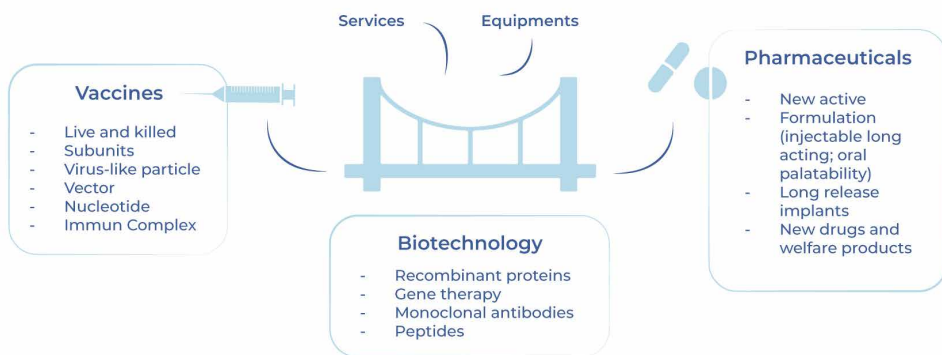 Services
Equipments
Vaccines
- Live and killed
- Subunits
- Virus-like particle
- Vector
- Nucleotide
- Immun Complex
Biotechnology
- Recombinant proteins
- Gene therapy
- Monoclonal antibodies
- Peptides
Pharmaceuticals
- New active
- Formulation
(injectable long
acting; oral
palatability)
- Long release
implants
- New drugs and
welfare products